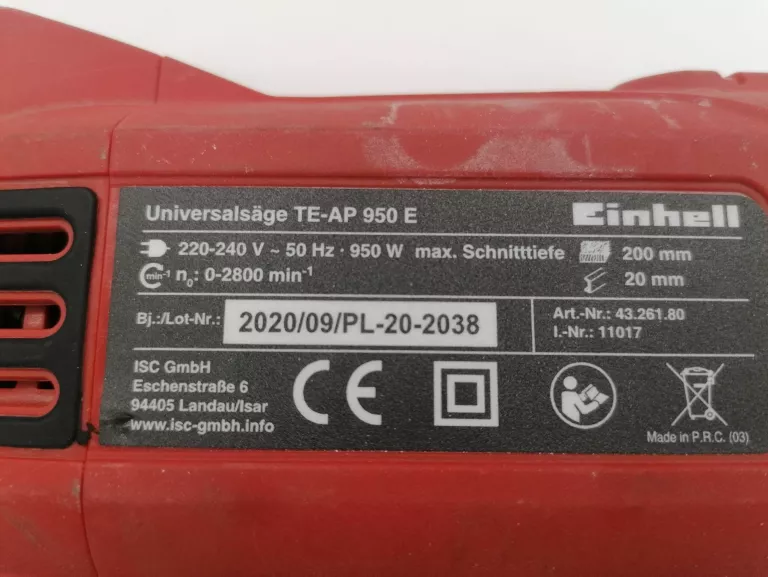 Universalsäge TE-AP 950 E
Einhell
220-240 V ~ 50 Hz · 950 W max. Schnitttiefe 200 mm
min⁻¹ n₀: 0-2800 min⁻¹ 20 mm
Bj.:/Lot-Nr.: 2020/09/PL-20-2038
Art.-Nr.: 43.261.80
I.-Nr.: 11017
ISC GmbH
Eschenstraße 6
94405 Landau/Isar
www.isc-gmbh.info
CE
Made in P.R.C. (03)